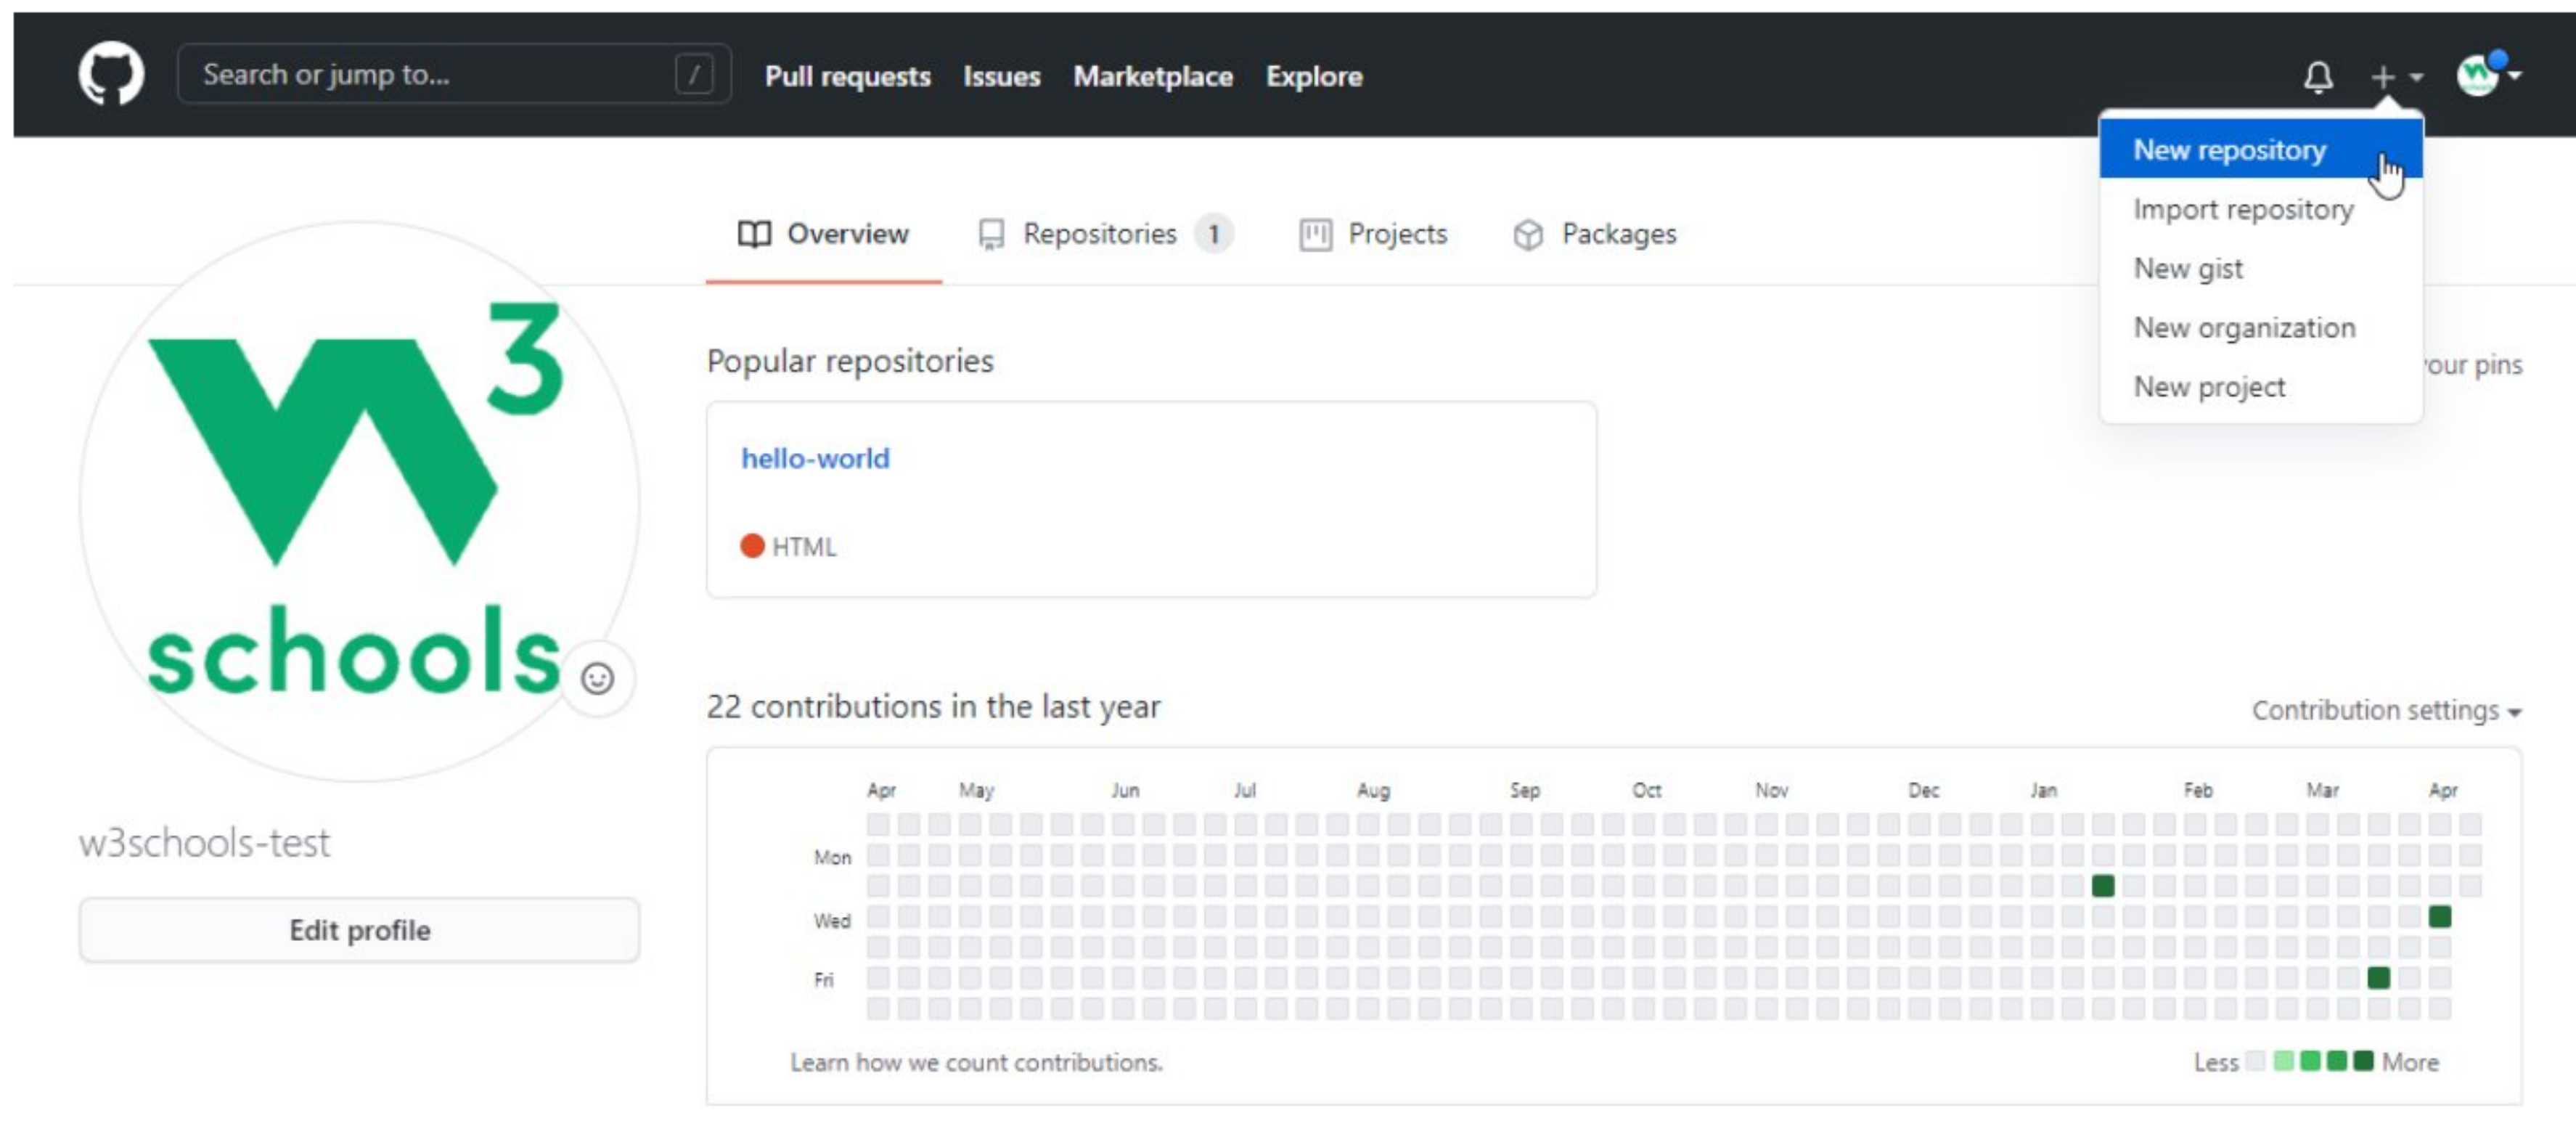 Search or jump to... / Pull requests Issues Marketplace Explore
New repository
Import repository
New gist
New organization
New project
Overview Repositories 1 Projects Packages
W3
schools
w3schools-test
Edit profile
Popular repositories our pins
hello-world
HTML
22 contributions in the last year Contribution settings
Apr May Jun Jul Aug Sep Oct Nov Dec Jan Feb Mar Apr
Mon
Wed
Fri
Learn how we count contributions. Less More